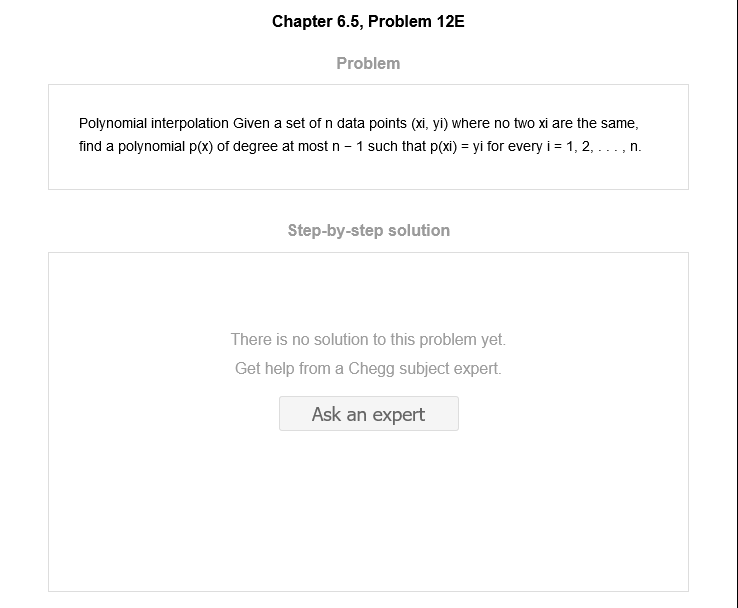 Chapter 6.5, Problem 12E
Problem
Polynomial interpolation Given a set of n data points (xi, yi) where no two xi are the same,
find a polynomial p(x) of degree at most n − 1 such that p(xi) = yi for every i = 1, 2, . . . , n.
Step-by-step solution
There is no solution to this problem yet.
Get help from a Chegg subject expert.
Ask an expert